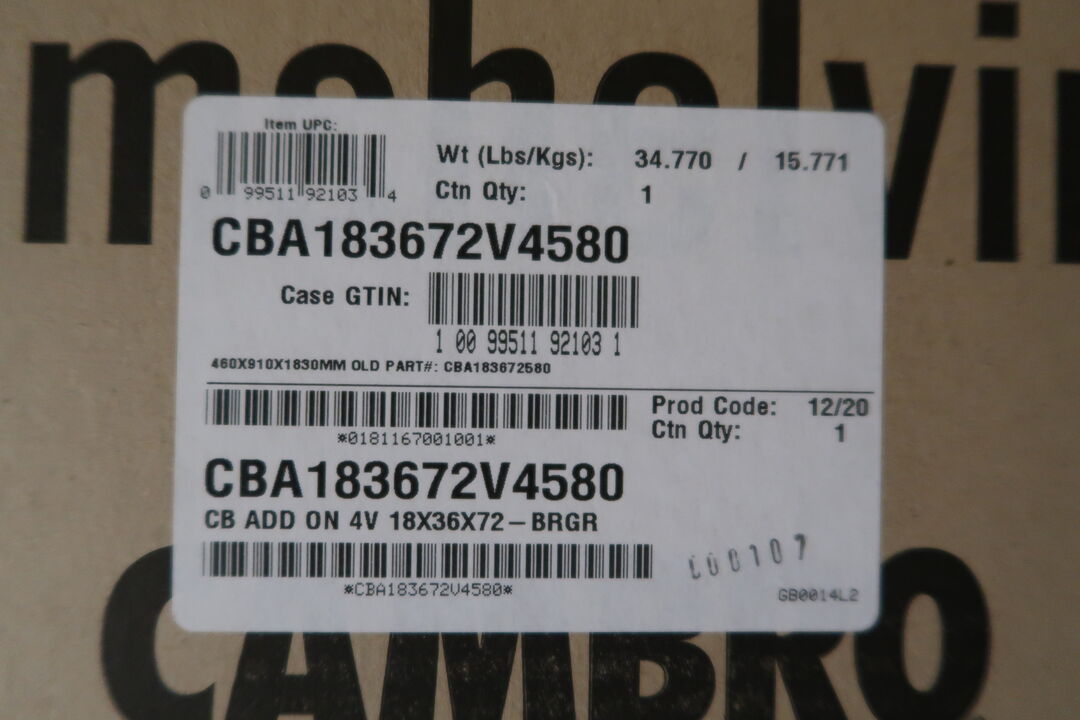 Item UPC:
0 99511 92103 4
Wt (Lbs/Kgs): 34.770 / 15.771
Ctn Qty: 1
CBA183672V4580
Case GTIN:
1 00 99511 92103 1
460X910X1830MM OLD PART#: CBA183672580
*0181167001001*
Prod Code: 12/20
Ctn Qty: 1
CBA183672V4580
CB ADD ON 4V 18X36X72-BRGR
*CBA183672V4580*
GB0014L2
CAMBRO